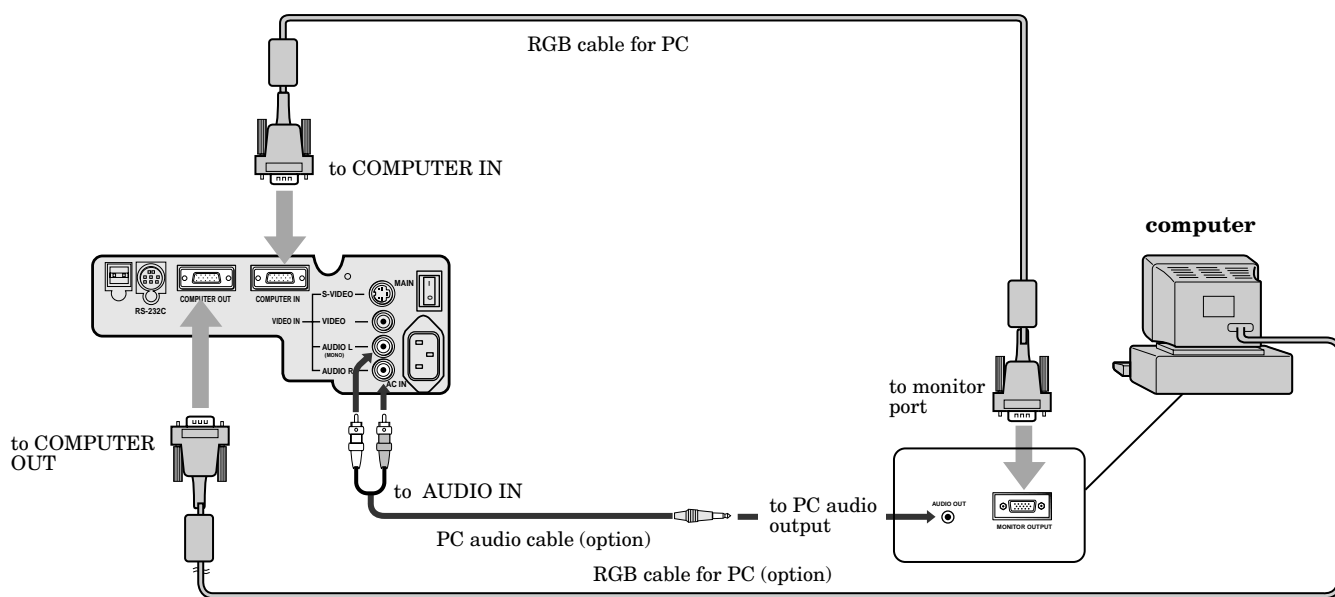 RGB cable for PC
to COMPUTER IN
computer
MAIN
S-VIDEO
RS-232C
COMPUTER OUT
COMPUTER IN
VIDEO IN
VIDEO
AUDIO L
(MONO)
AUDIO R
AC IN
I
O
to monitor
port
to COMPUTER
OUT
to AUDIO IN
to PC audio
output
AUDIO OUT
MONITOR OUTPUT
PC audio cable (option)
RGB cable for PC (option)